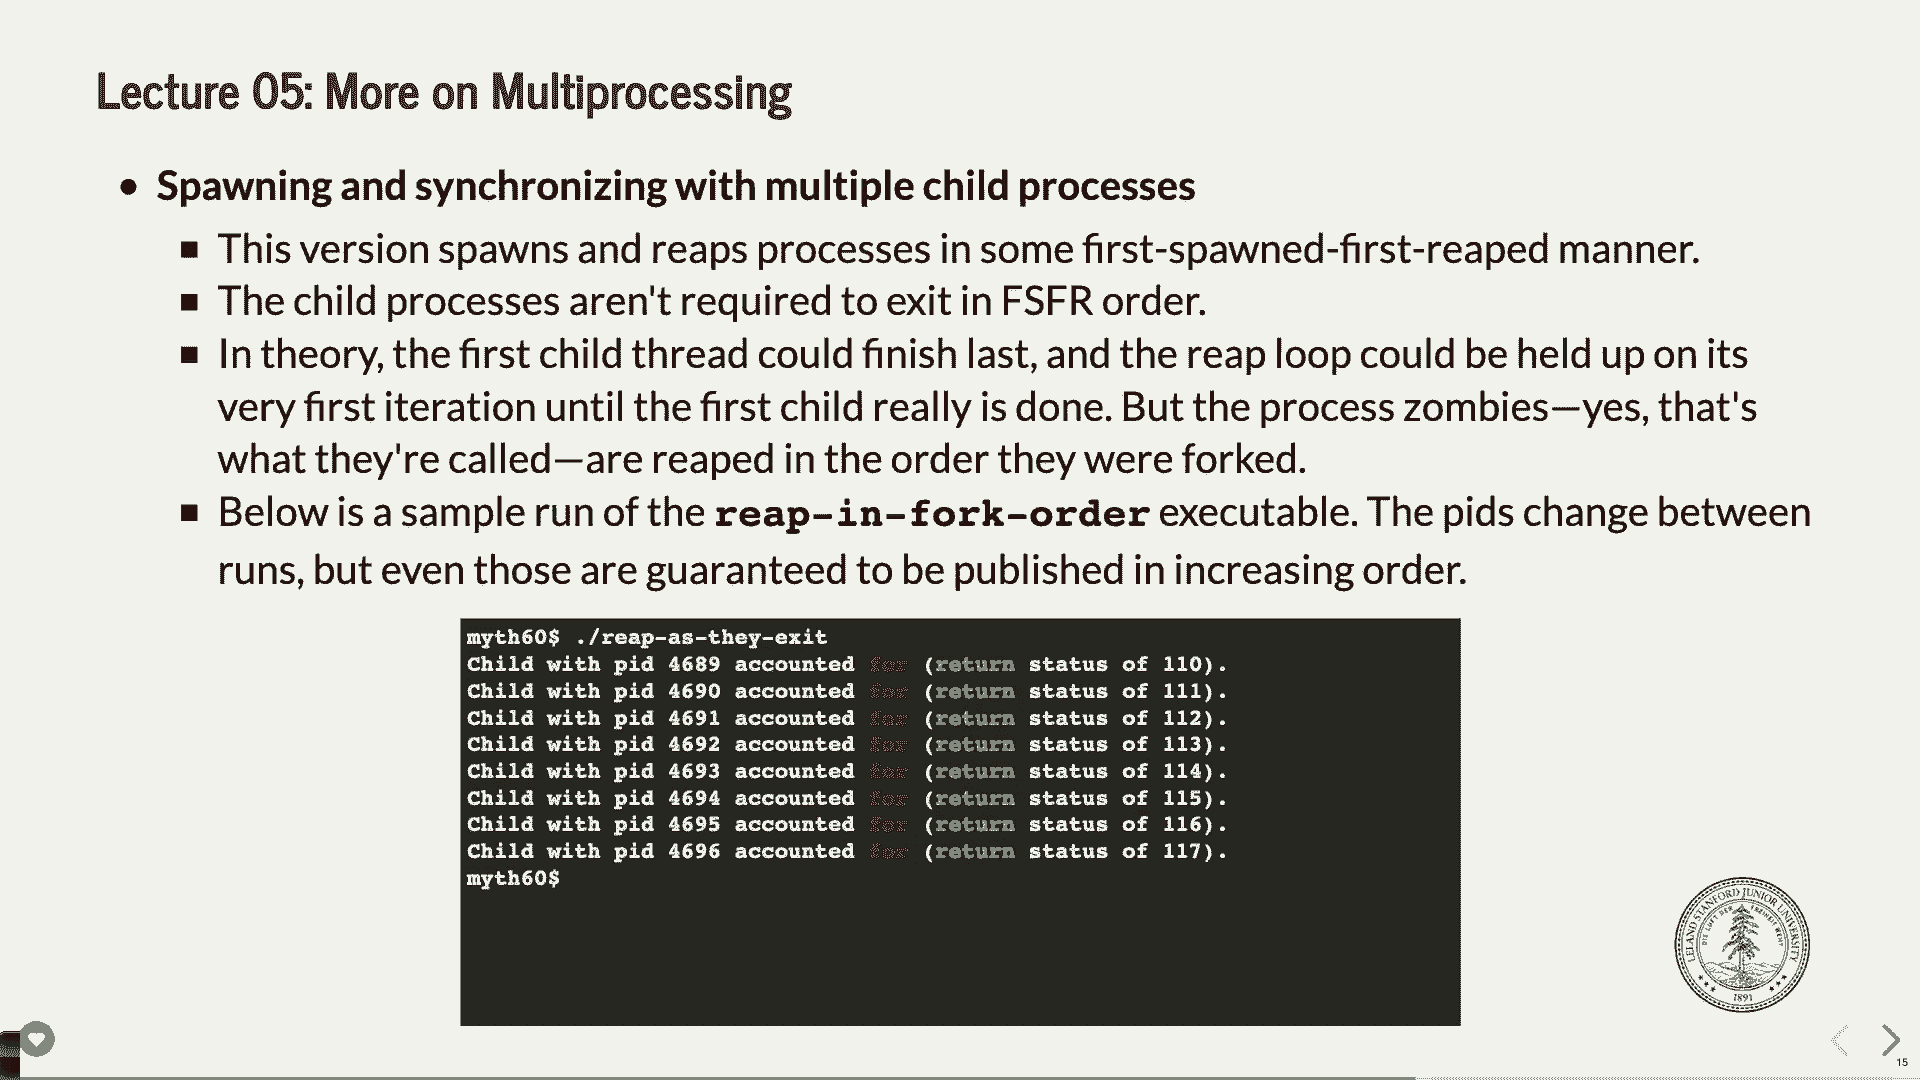 Lecture 05: More on Multiprocessing
• Spawning and synchronizing with multiple child processes
▪ This version spawns and reaps processes in some first-spawned-first-reaped manner.
▪ The child processes aren't required to exit in FSFR order.
▪ In theory, the first child thread could finish last, and the reap loop could be held up on its
very first iteration until the first child really is done. But the process zombies—yes, that's
what they're called—are reaped in the order they were forked.
▪ Below is a sample run of the reap-in-fork-order executable. The pids change between
runs, but even those are guaranteed to be published in increasing order.
myth60$ ./reap-as-they-exit
Child with pid 4689 accounted for (return status of 110).
Child with pid 4690 accounted for (return status of 111).
Child with pid 4691 accounted for (return status of 112).
Child with pid 4692 accounted for (return status of 113).
Child with pid 4693 accounted for (return status of 114).
Child with pid 4694 accounted for (return status of 115).
Child with pid 4695 accounted for (return status of 116).
Child with pid 4696 accounted for (return status of 117).
myth60$
LELAND STANFORD JUNIOR UNIVERSITY
DIE LUFT DER FREIHEIT WEHT
1891
15